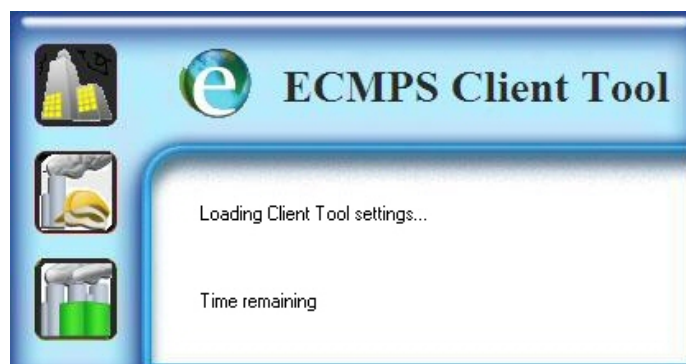 ECMPS Client Tool
Loading Client Tool settings...
Time remaining